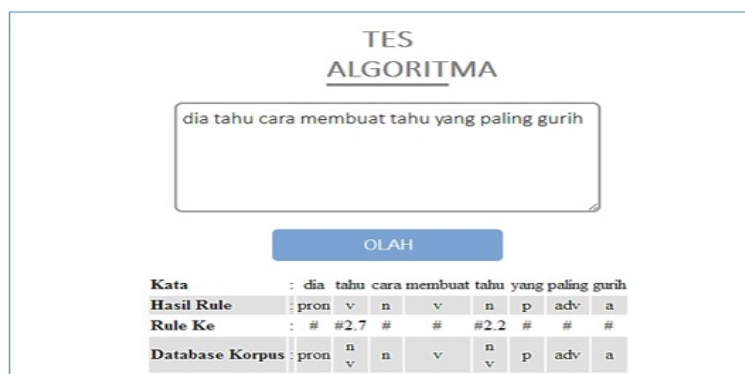 TES
ALGORITMA
dia tahu cara membuat tahu yang paling gurih
OLAH
Kata : dia tahu cara membuat tahu yang paling gurih
Hasil Rule : pron v n v n p adv a
Rule Ke : # #2.7 # # #2.2 # # #
Database Korpus : pron n v n v n v p adv a